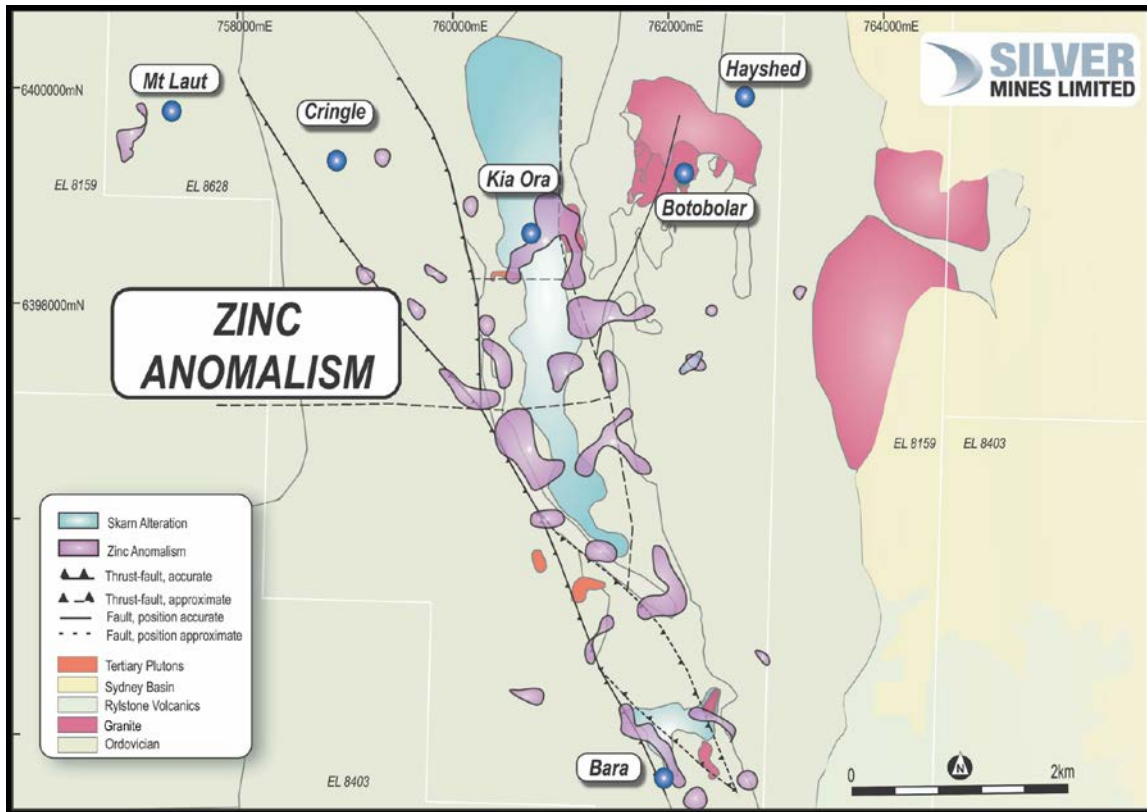 758000mE
760000mE
762000mE
764000mE
SILVER
MINES LIMITED
6400000mN
Mt Laut
Hayshed
Cringle
EL 8159
EL 8628
Kia Ora
Botobolar
6398000mN
ZINC
ANOMALISM
EL 8159
EL 8403
Skarn Alteration
Zinc Anomalism
Thrust-fault, accurate
Thrust-fault, approximate
Fault, position accurate
Fault, position approximate
Tertiary Plutons
Sydney Basin
Rylstone Volcanics
Granite
Ordovician
EL 8403
Bara
0
N
2km